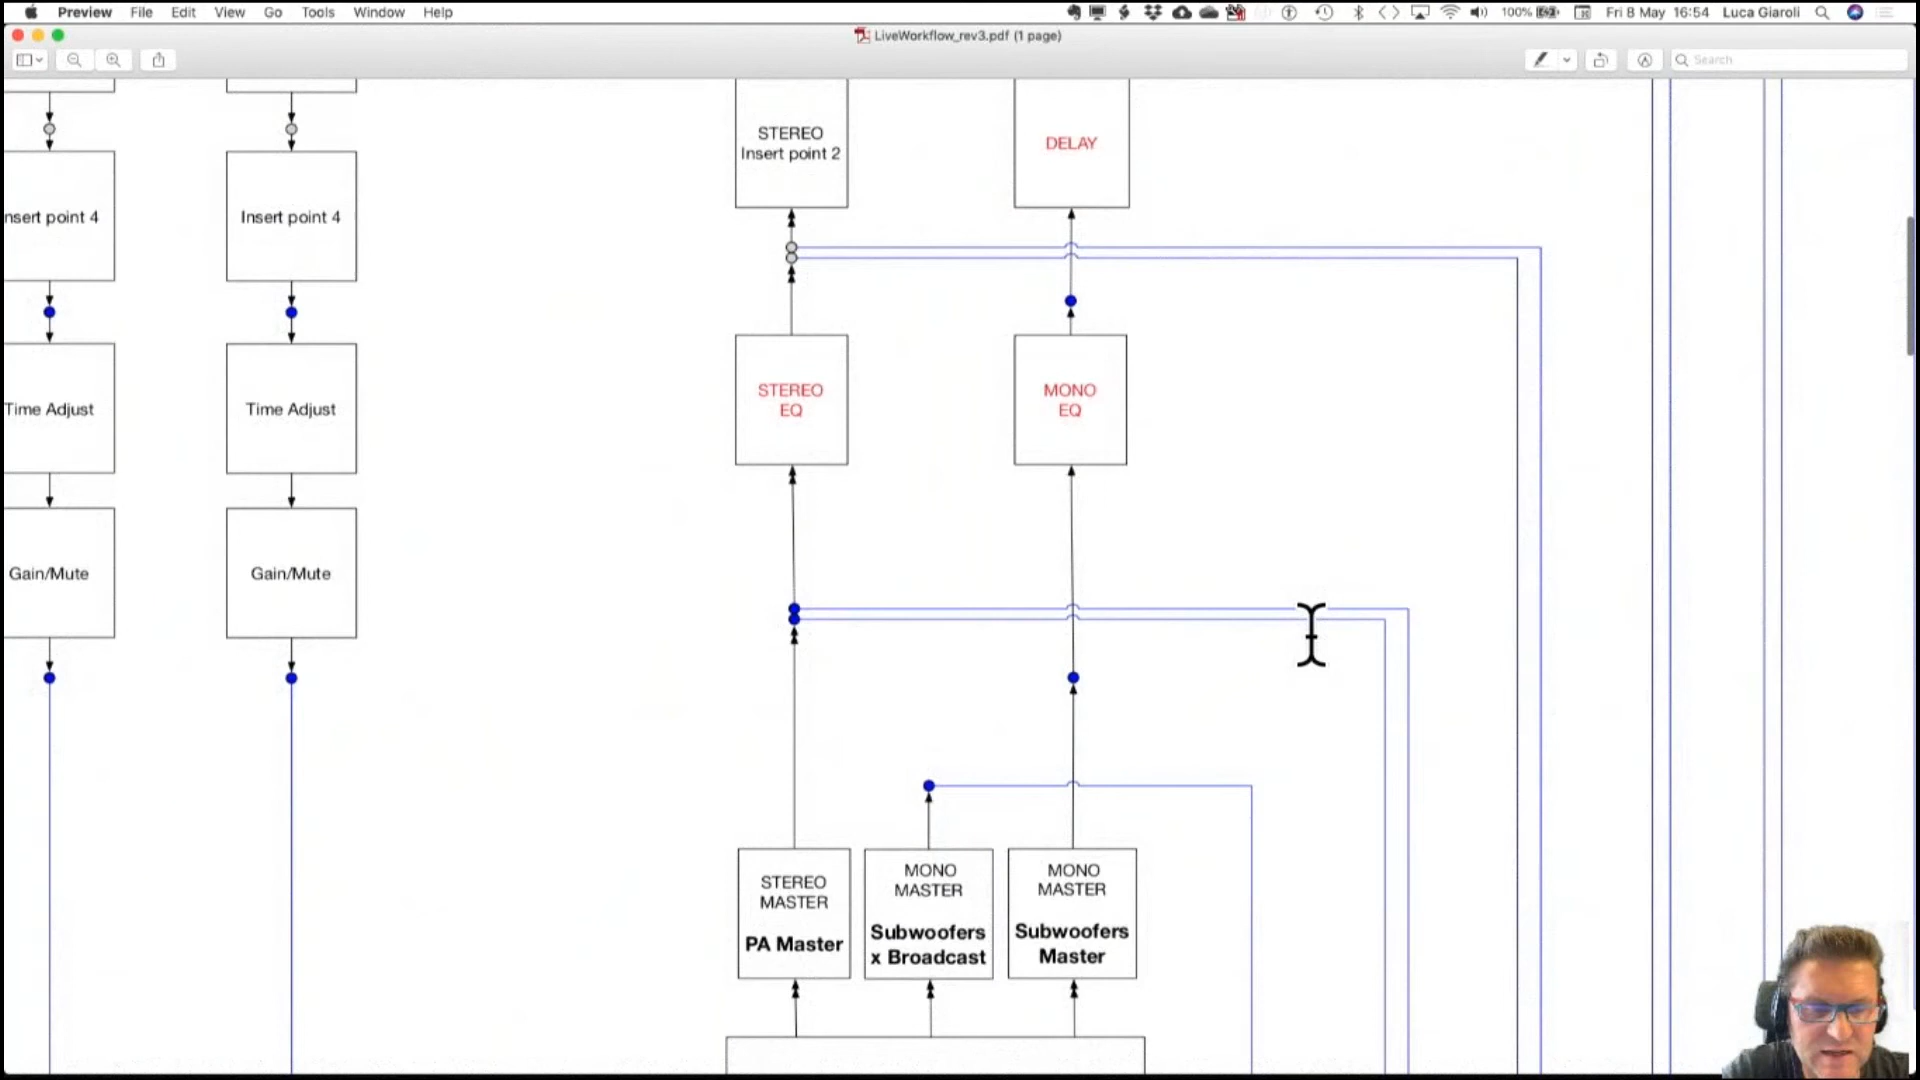 Preview File Edit View Go Tools Window Help 100% Fri 8 May 16:54 Luca Giaroli
LiveWorkflow_rev3.pdf (1 page)
Search
STEREO
Insert point 2
DELAY
nsert point 4
Insert point 4
STEREO
EQ
MONO
EQ
Time Adjust
Time Adjust
Gain/Mute
Gain/Mute
STEREO
MASTER
PA Master
MONO
MASTER
Subwoofers
x Broadcast
MONO
MASTER
Subwoofers
Master